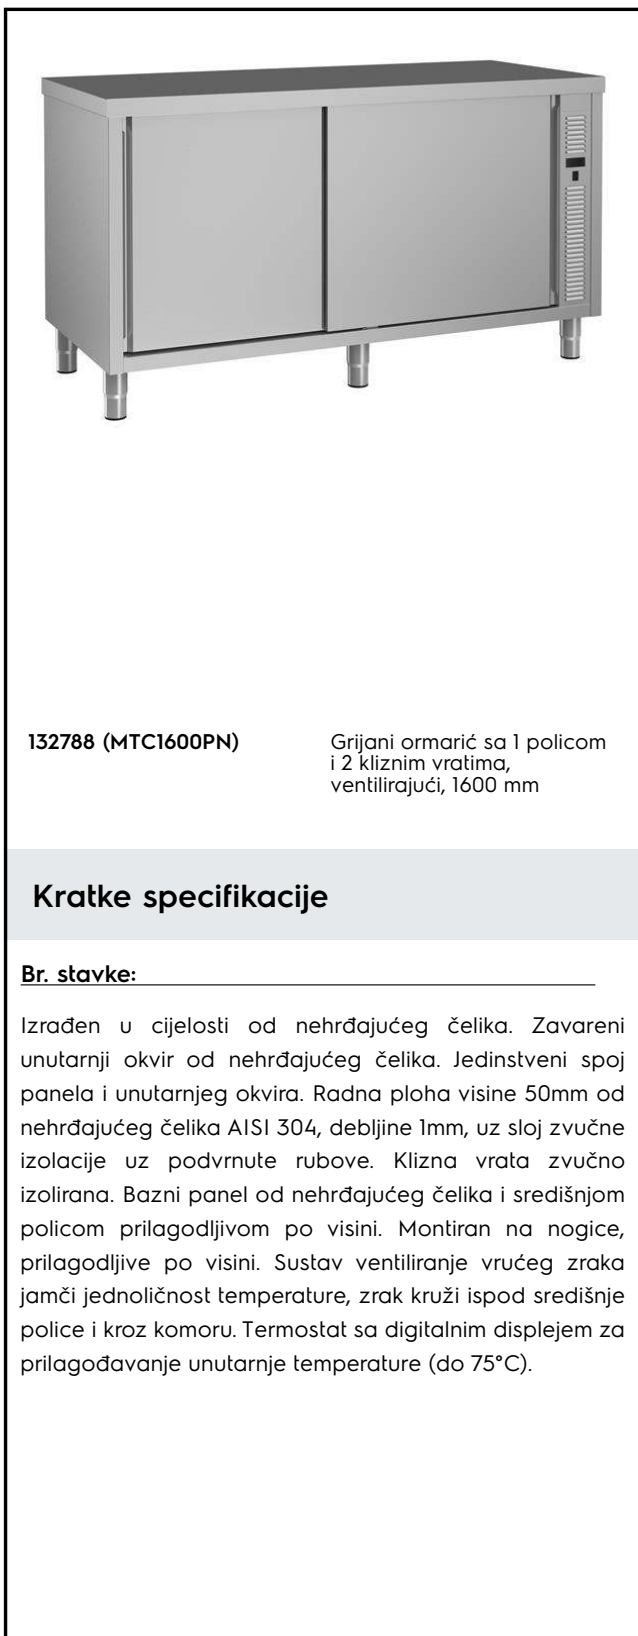 132788 (MTC1600PN)
Grijani ormarić sa 1 policom
i 2 kliznim vratima,
ventilirajući, 1600 mm
Kratke specifikacije
Br. stavke:
Izrađen u cijelosti od nehrđajućeg čelika. Zavareni
unutarnji okvir od nehrđajućeg čelika. Jedinstveni spoj
panela i unutarnjeg okvira. Radna ploha visine 50mm od
nehrđajućeg čelika AISI 304, debljine 1mm, uz sloj zvučne
izolacije uz podvrnute rubove. Klizna vrata zvučno
izolirana. Bazni panel od nehrđajućeg čelika i središnjom
policom prilagodljivom po visini. Montiran na nogice,
prilagodljive po visini. Sustav ventiliranje vrućeg zraka
jamči jednoličnost temperature, zrak kruži ispod središnje
police i kroz komoru. Termostat sa digitalnim displejem za
prilagođavanje unutarnje temperature (do 75°C).